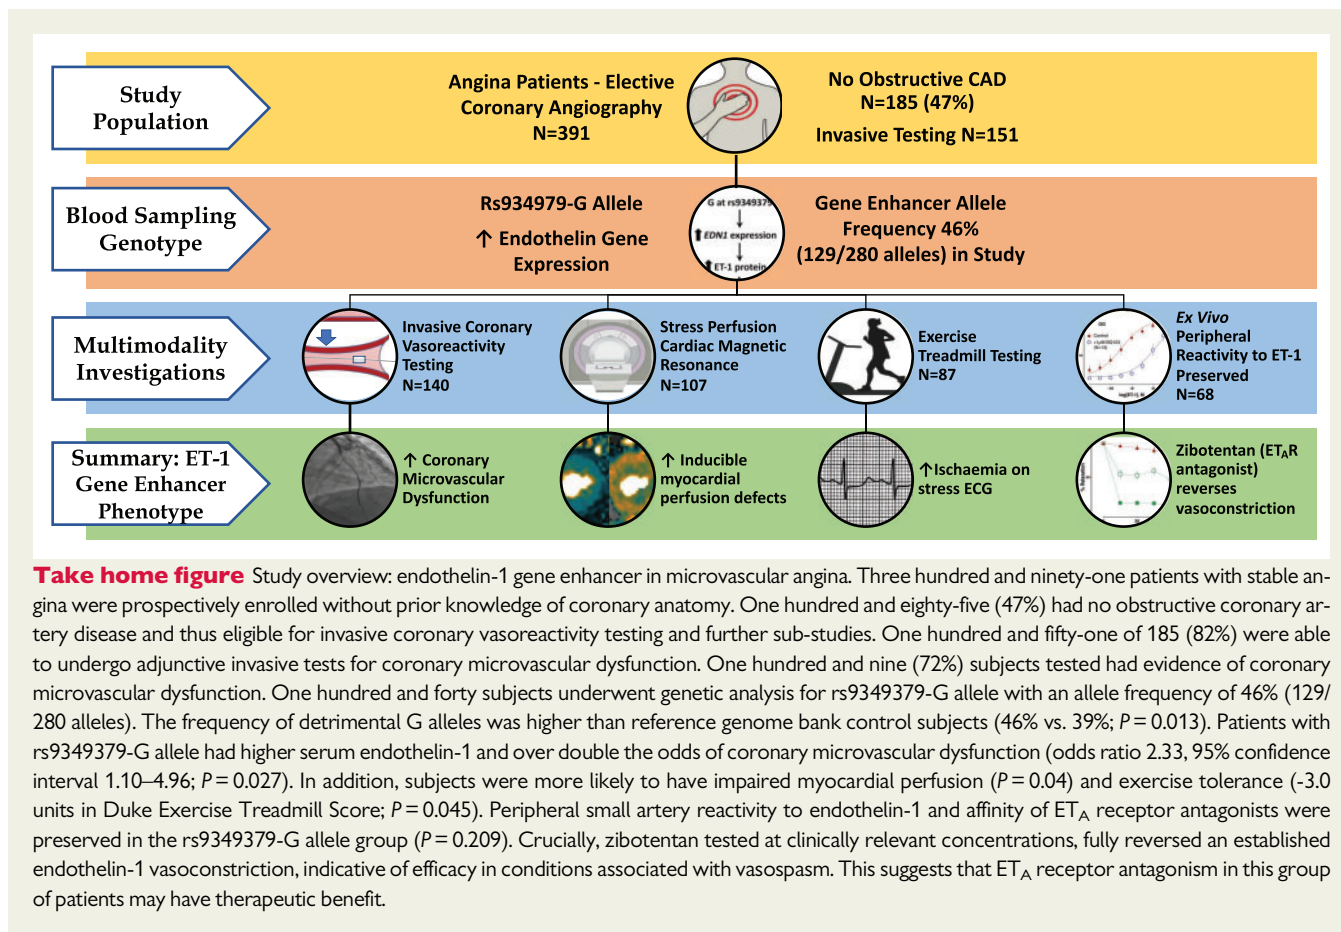 Study
Population
Angina Patients - Elective
Coronary Angiography
N=391
No Obstructive CAD
N=185 (47%)
Invasive Testing N=151
Blood Sampling
Genotype
Rs934979-G Allele
↑ Endothelin Gene
Expression
G at rs9349379
EDN1 expression
ET-1 protein
Gene Enhancer Allele
Frequency 46%
(129/280 alleles) in Study
Multimodality
Investigations
Invasive Coronary
Vasoreactivity
Testing
N=140
Stress Perfusion
Cardiac Magnetic
Resonance
N=107
Exercise
Treadmill Testing
N=87
Control
Ex Vivo
Peripheral
Reactivity to ET-1
Preserved
N=68
Summary: ET-1
Gene Enhancer
Phenotype
↑ Coronary
Microvascular
Dysfunction
↑ Inducible
myocardial
perfusion defects
↑Ischaemia on
stress ECG
Zibotentan (ETAR
antagonist)
reverses
vasoconstriction
Take home figure Study overview: endothelin-1 gene enhancer in microvascular angina. Three hundred and ninety-one patients with stable an-
gina were prospectively enrolled without prior knowledge of coronary anatomy. One hundred and eighty-five (47%) had no obstructive coronary ar-
tery disease and thus eligible for invasive coronary vasoreactivity testing and further sub-studies. One hundred and fifty-one of 185 (82%) were able
to undergo adjunctive invasive tests for coronary microvascular dysfunction. One hundred and nine (72%) subjects tested had evidence of coronary
microvascular dysfunction. One hundred and forty subjects underwent genetic analysis for rs9349379-G allele with an allele frequency of 46% (129/
280 alleles). The frequency of detrimental G alleles was higher than reference genome bank control subjects (46% vs. 39%; P = 0.013). Patients with
rs9349379-G allele had higher serum endothelin-1 and over double the odds of coronary microvascular dysfunction (odds ratio 2.33, 95% confidence
interval 1.10–4.96; P = 0.027). In addition, subjects were more likely to have impaired myocardial perfusion (P = 0.04) and exercise tolerance (-3.0
units in Duke Exercise Treadmill Score; P = 0.045). Peripheral small artery reactivity to endothelin-1 and affinity of ETA receptor antagonists were
preserved in the rs9349379-G allele group (P = 0.209). Crucially, zibotentan tested at clinically relevant concentrations, fully reversed an established
endothelin-1 vasoconstriction, indicative of efficacy in conditions associated with vasospasm. This suggests that ETA receptor antagonism in this group
of patients may have therapeutic benefit.